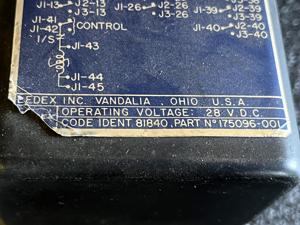 J1-13 J2-13 J1-26 J2-26 J1-39 J2-39
J3-13 J3-26 J3-39
J1-41 CONTROL J1-40 J2-40
J1-42 J3-40
I/S J1-43
J1-44
J1-45
LEDEX INC. VANDALIA, OHIO U.S.A.
OPERATING VOLTAGE: 28 V D.C.
CODE IDENT 81840, PART Nº 175096-001